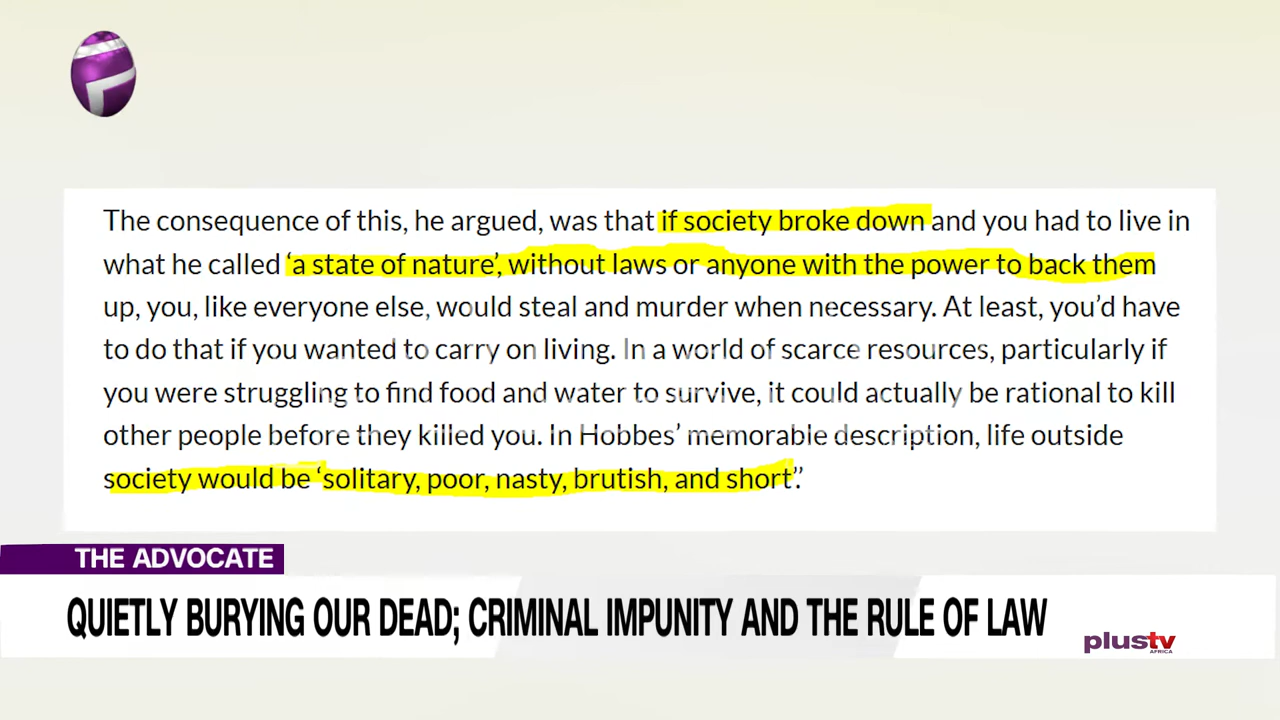 The consequence of this, he argued, was that if society broke down and you had to live in
what he called ‘a state of nature’, without laws or anyone with the power to back them
up, you, like everyone else, would steal and murder when necessary. At least, you’d have
to do that if you wanted to carry on living. In a world of scarce resources, particularly if
you were struggling to find food and water to survive, it could actually be rational to kill
other people before they killed you. In Hobbes’ memorable description, life outside
society would be ‘solitary, poor, nasty, brutish, and short’’.
THE ADVOCATE
QUIETLY BURYING OUR DEAD; CRIMINAL IMPUNITY AND THE RULE OF LAW
plustv
AFRICA